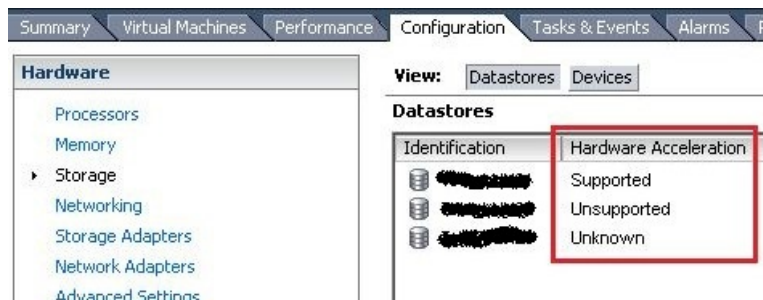 Summary Virtual Machines Performance Configuration Tasks & Events Alarms
Hardware
Processors
Memory
Storage
Networking
Storage Adapters
Network Adapters
Advanced Settings
View: Datastores Devices
Datastores
Identification Hardware Acceleration
Supported
Unsupported
Unknown